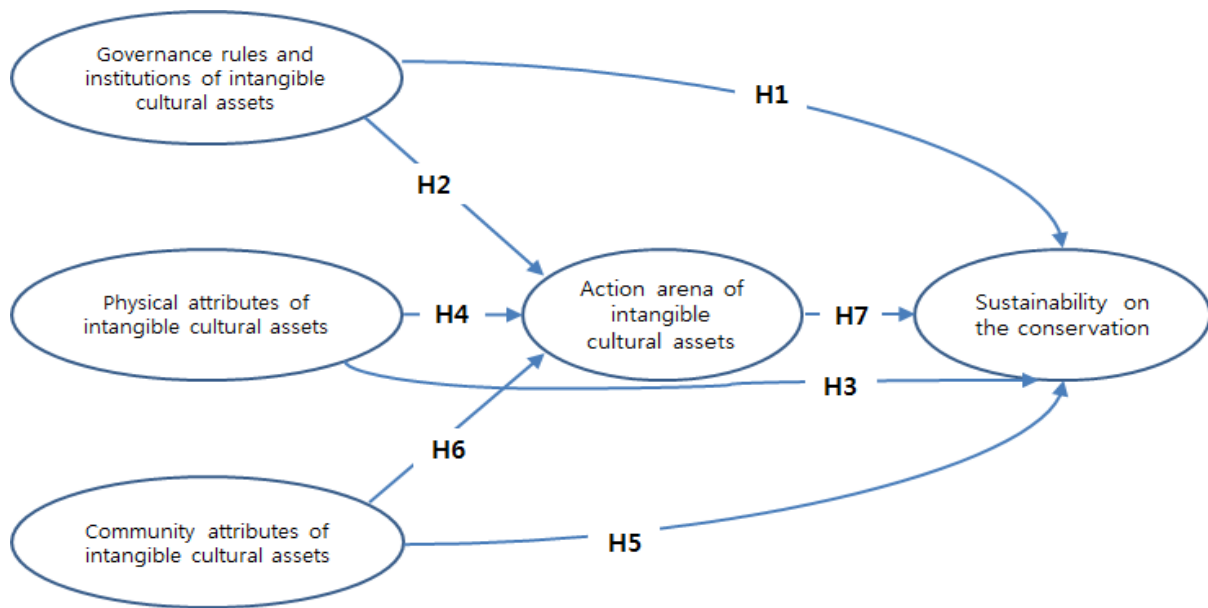 Governance rules and
institutions of intangible
cultural assets
H1
H2
Physical attributes of
intangible cultural assets
H4
Action arena of
intangible
cultural assets
H7
Sustainability on
the conservation
H3
H6
Community attributes of
intangible cultural assets
H5